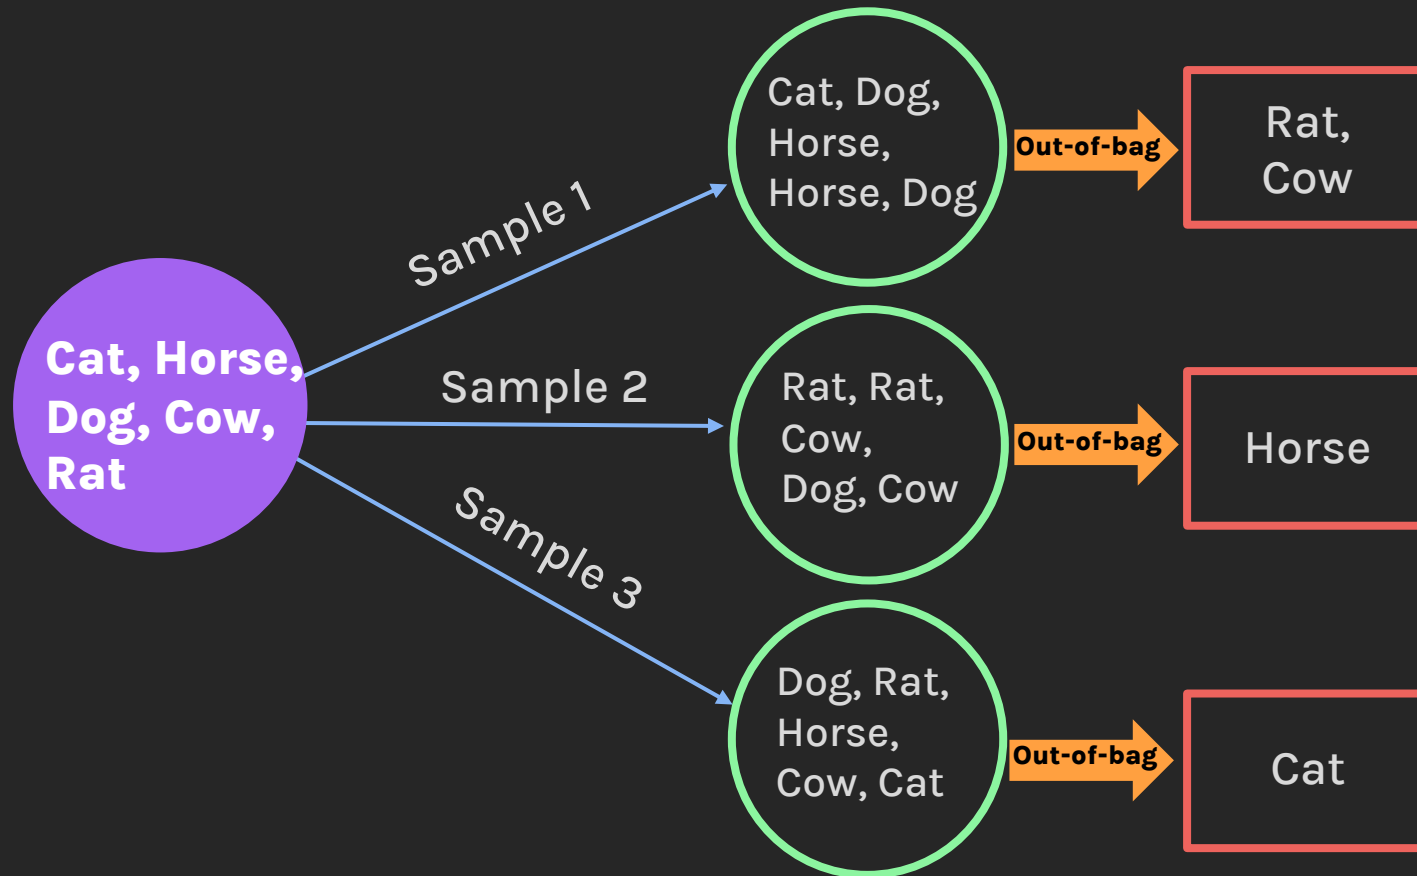 Cat, Horse,
Dog, Cow,
Rat
Sample 1
Cat, Dog,
Horse,
Horse, Dog
Out-of-bag
Rat,
Cow
Sample 2
Rat, Rat,
Cow,
Dog, Cow
Out-of-bag
Horse
Sample 3
Dog, Rat,
Horse,
Cow, Cat
Out-of-bag
Cat